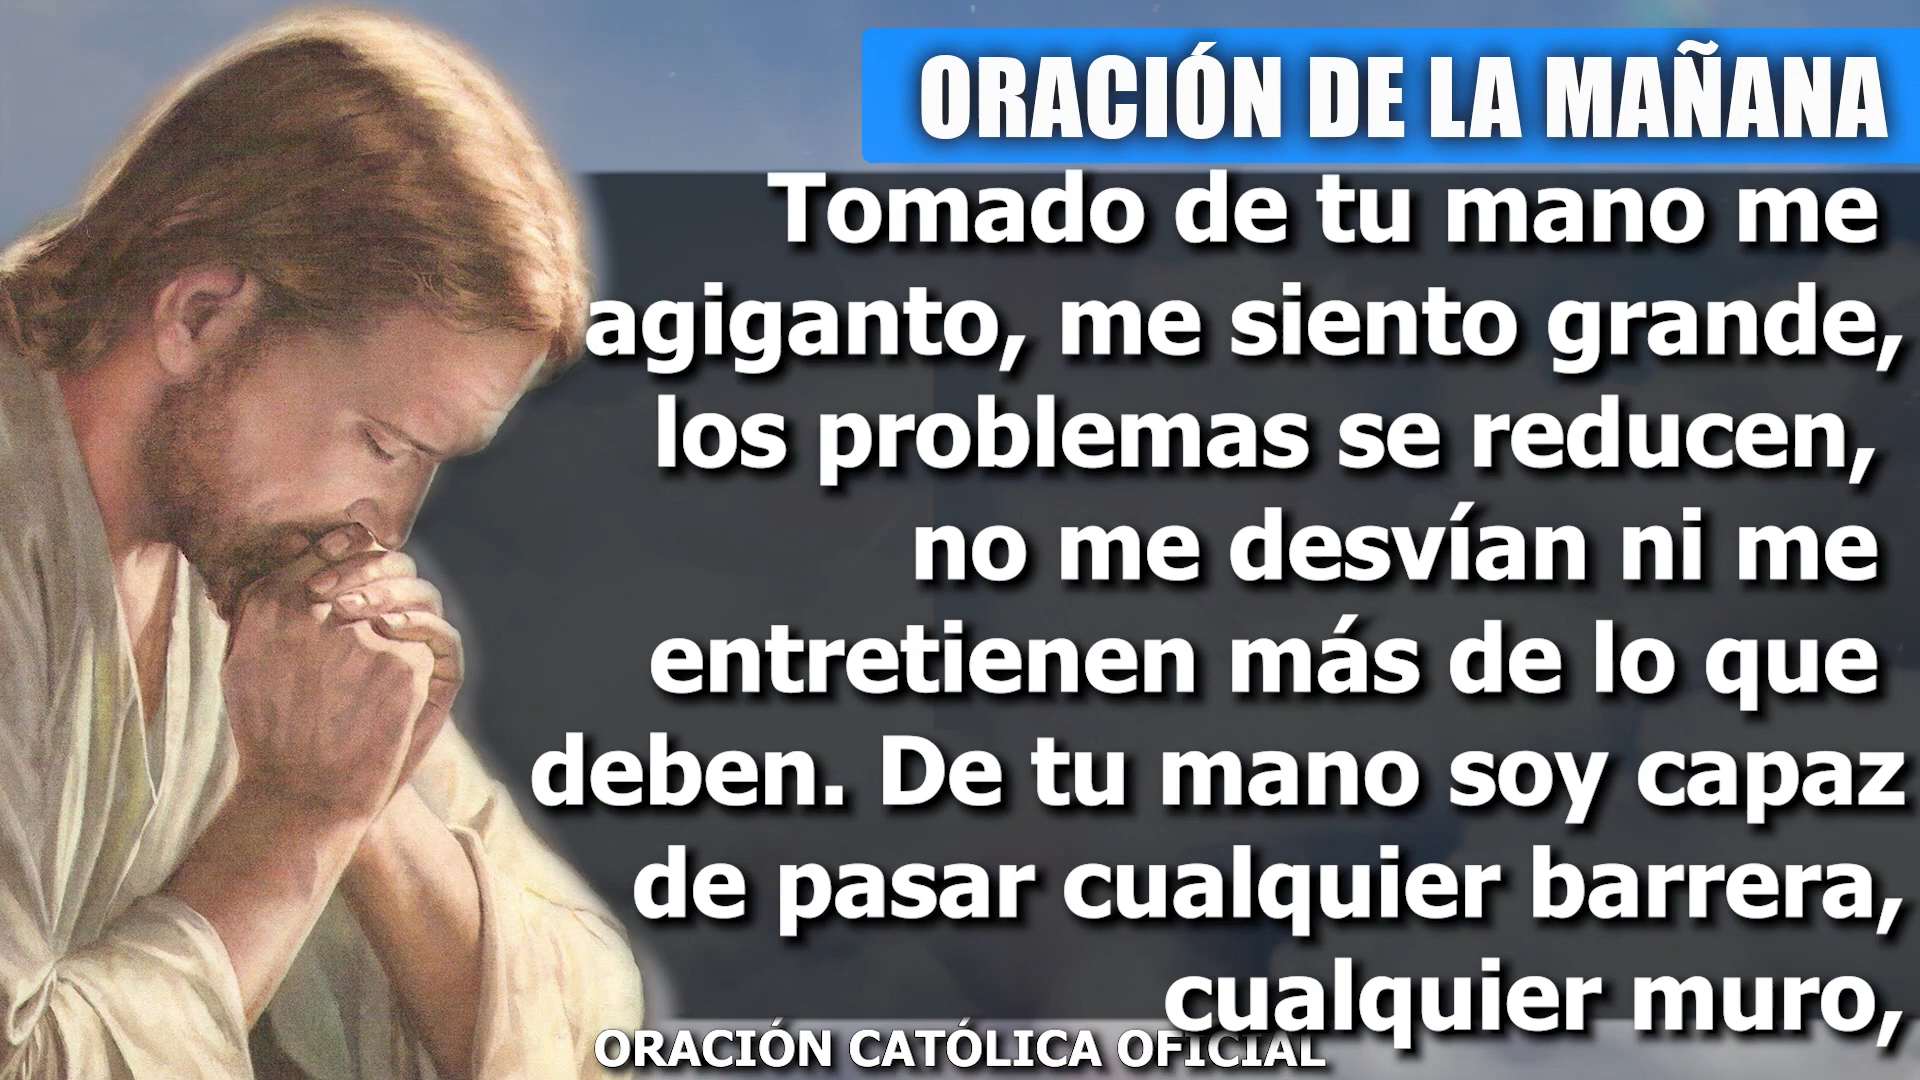 ORACIÓN DE LA MAÑANA
Tomado de tu mano me
agiganto, me siento grande,
los problemas se reducen,
no me desvían ni me
entretienen más de lo que
deben. De tu mano soy capaz
de pasar cualquier barrera,
cualquier muro,
ORACIÓN CATÓLICA OFICIAL